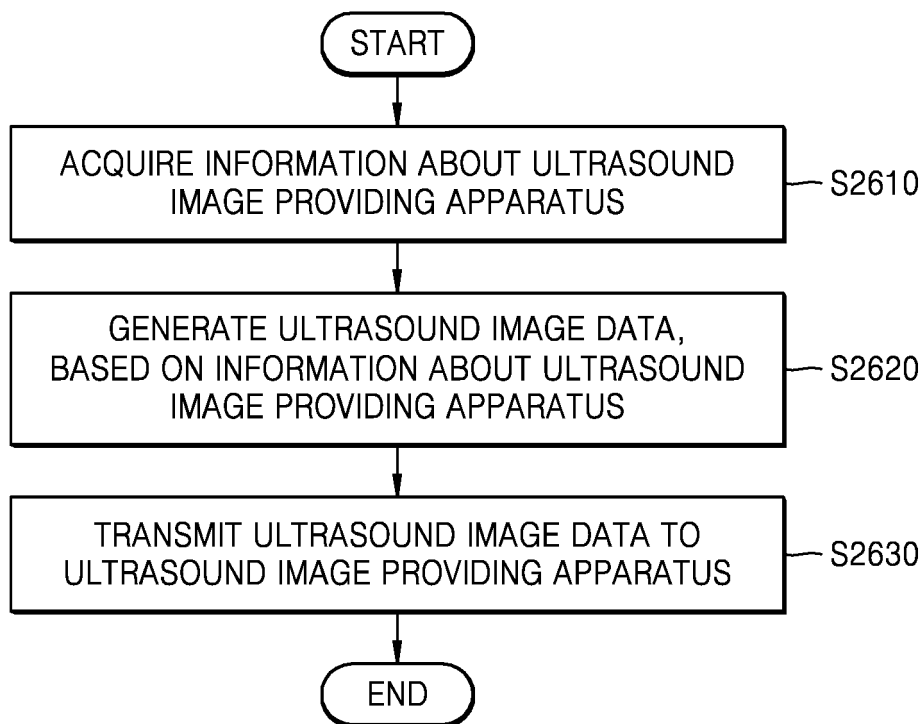 START
ACQUIRE INFORMATION ABOUT ULTRASOUND
IMAGE PROVIDING APPARATUS
S2610
GENERATE ULTRASOUND IMAGE DATA,
BASED ON INFORMATION ABOUT ULTRASOUND
IMAGE PROVIDING APPARATUS
S2620
TRANSMIT ULTRASOUND IMAGE DATA TO
ULTRASOUND IMAGE PROVIDING APPARATUS
S2630
END